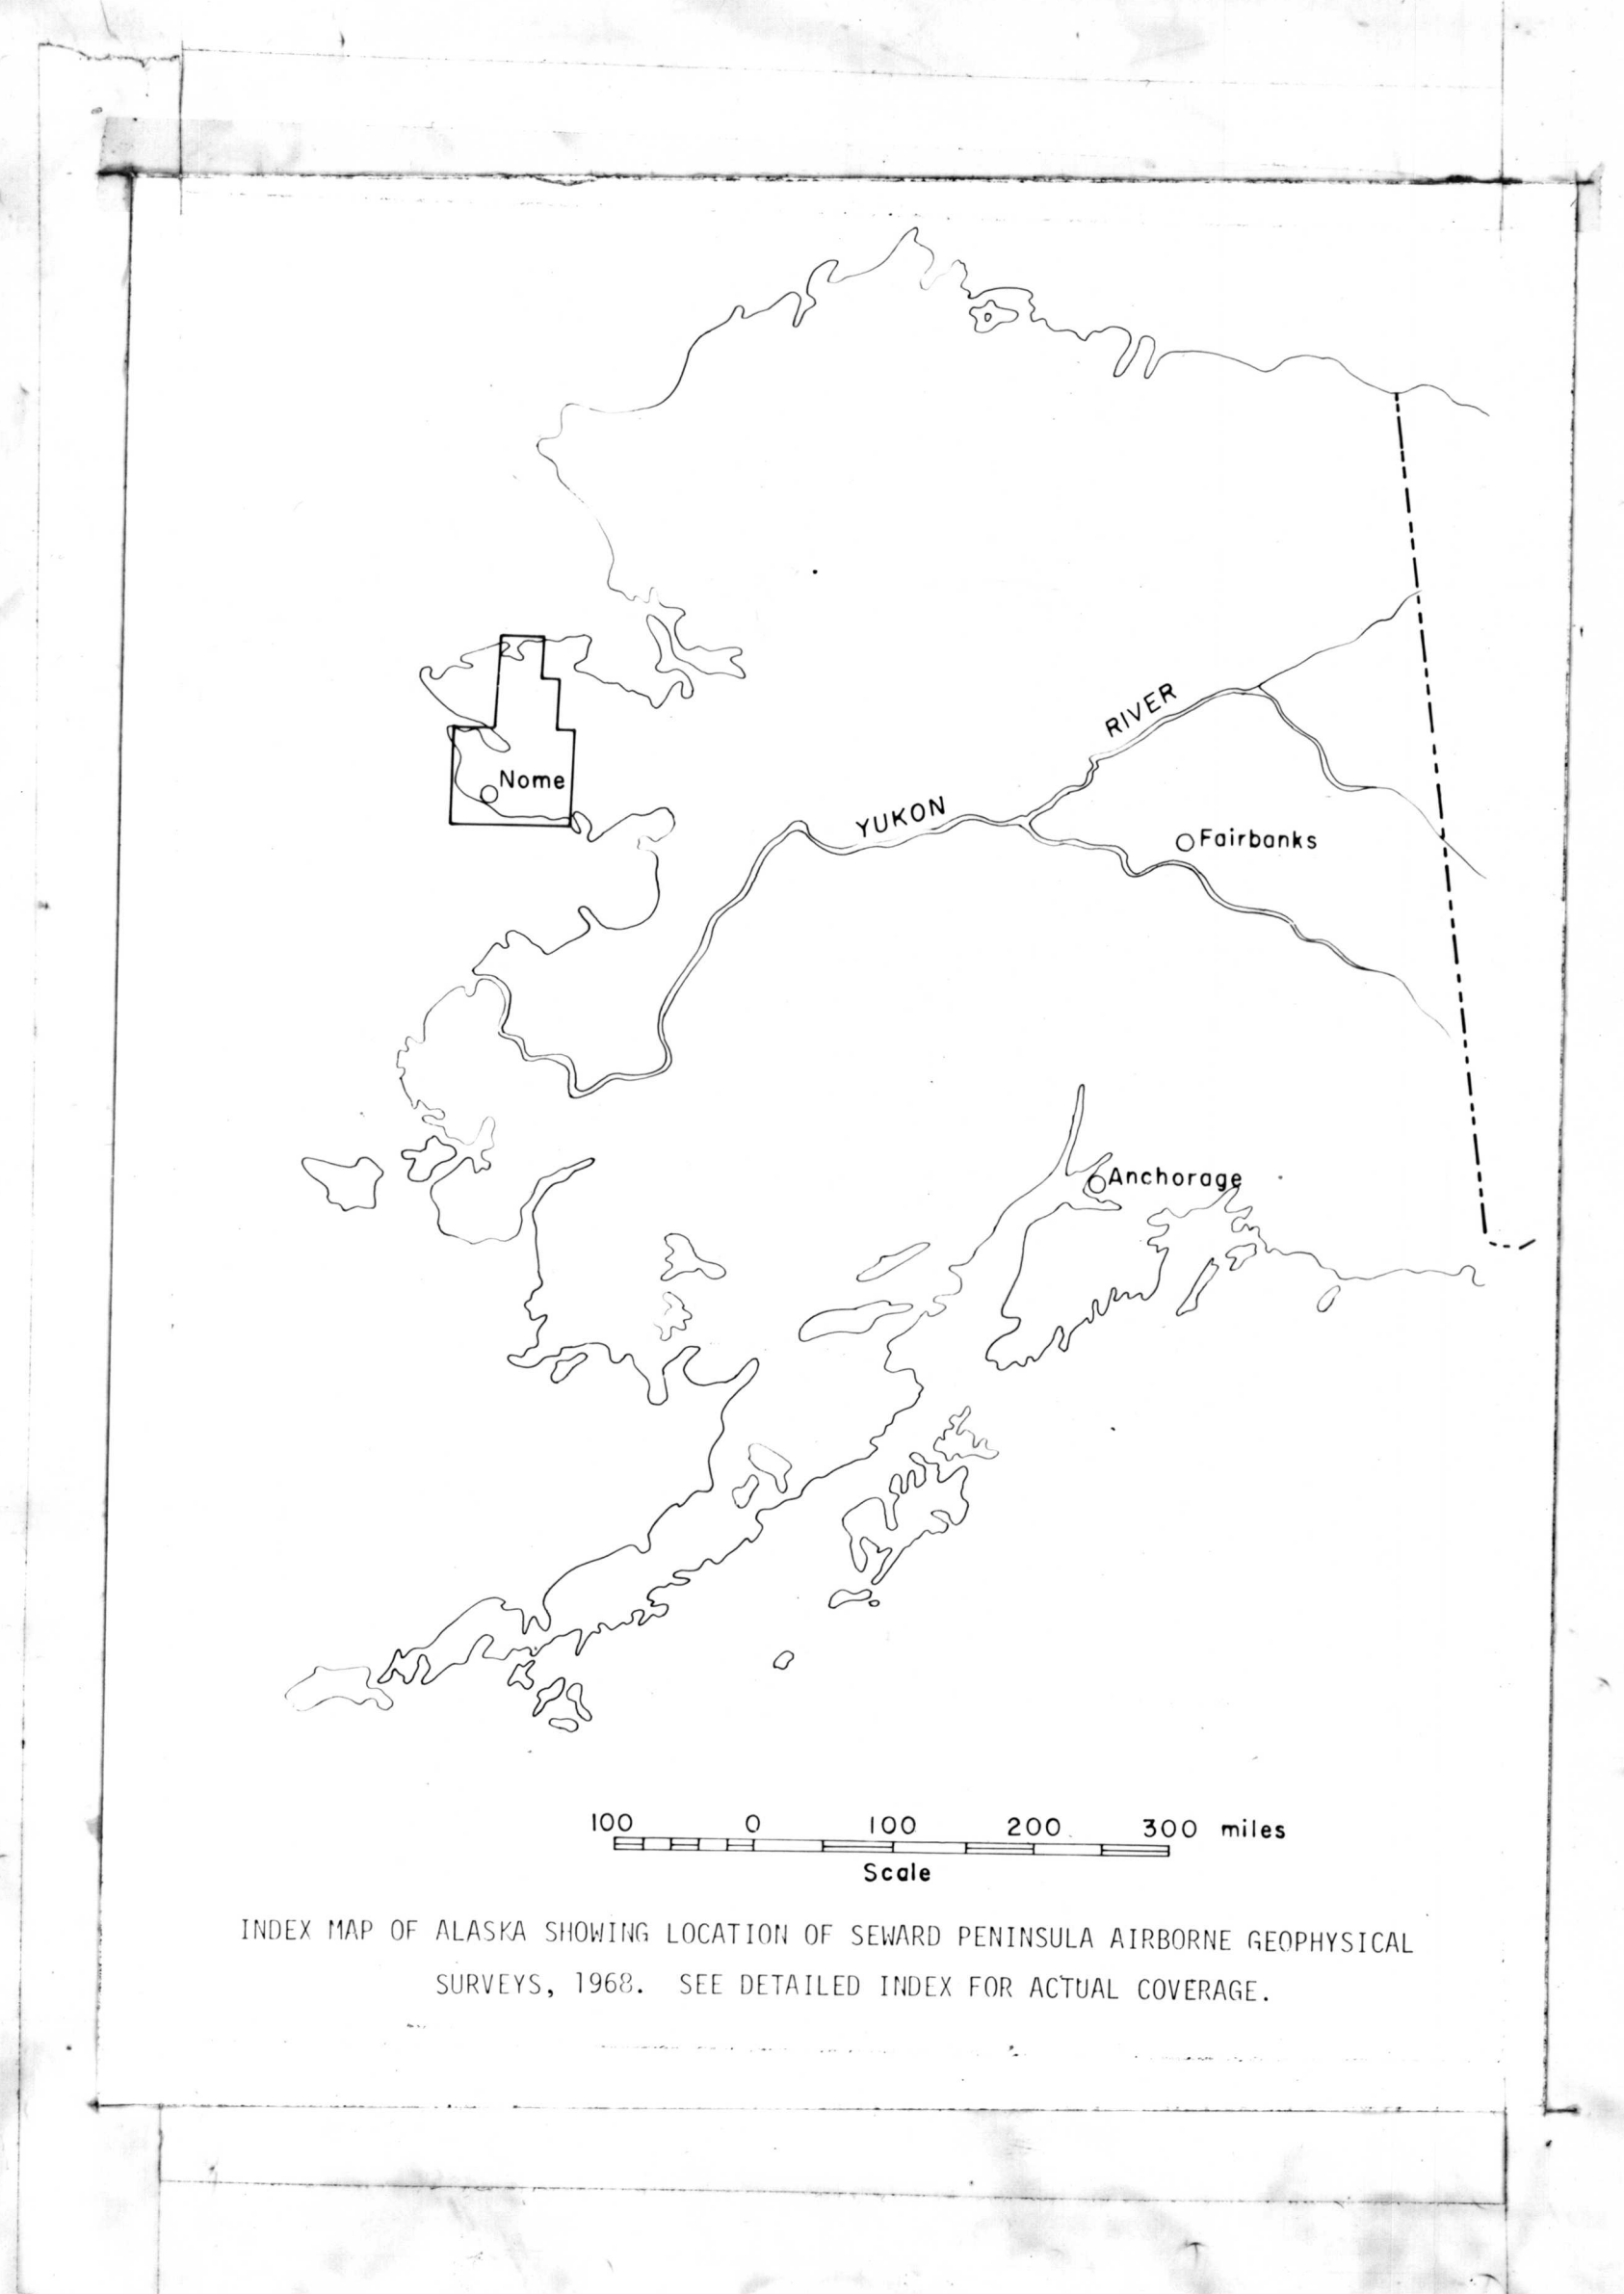 RIVER
YUKON
Nome
Fairbanks
Anchorage
100 0 100 200 300 miles
Scale
INDEX MAP OF ALASKA SHOWING LOCATION OF SEWARD PENINSULA AIRBORNE GEOPHYSICAL
SURVEYS, 1968. SEE DETAILED INDEX FOR ACTUAL COVERAGE.